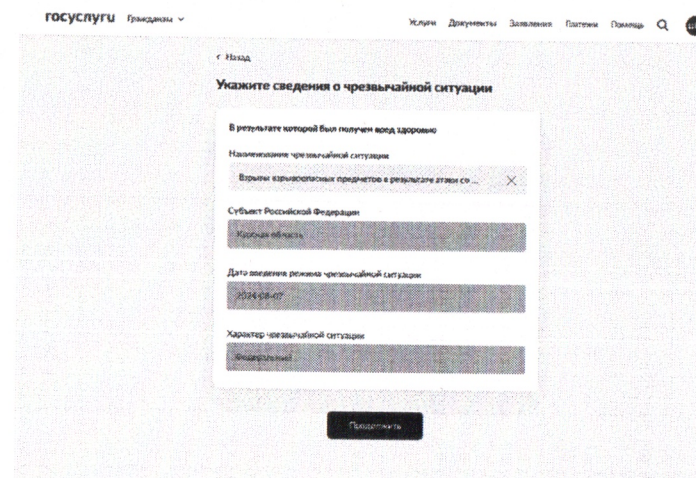 госуслуги Гражданам
Услуги Документы Заявления Платежи Помощь
Назад
Укажите сведения о чрезвычайной ситуации
В результате которой был получен вред здоровью
Наименование чрезвычайной ситуации
Взрывы взрывоопасных предметов в результате атаки со ...
Субъект Российской Федерации
Курская область
Дата введения режима чрезвычайной ситуации
2024-08-07
Характер чрезвычайной ситуации
Федеральный
Продолжить